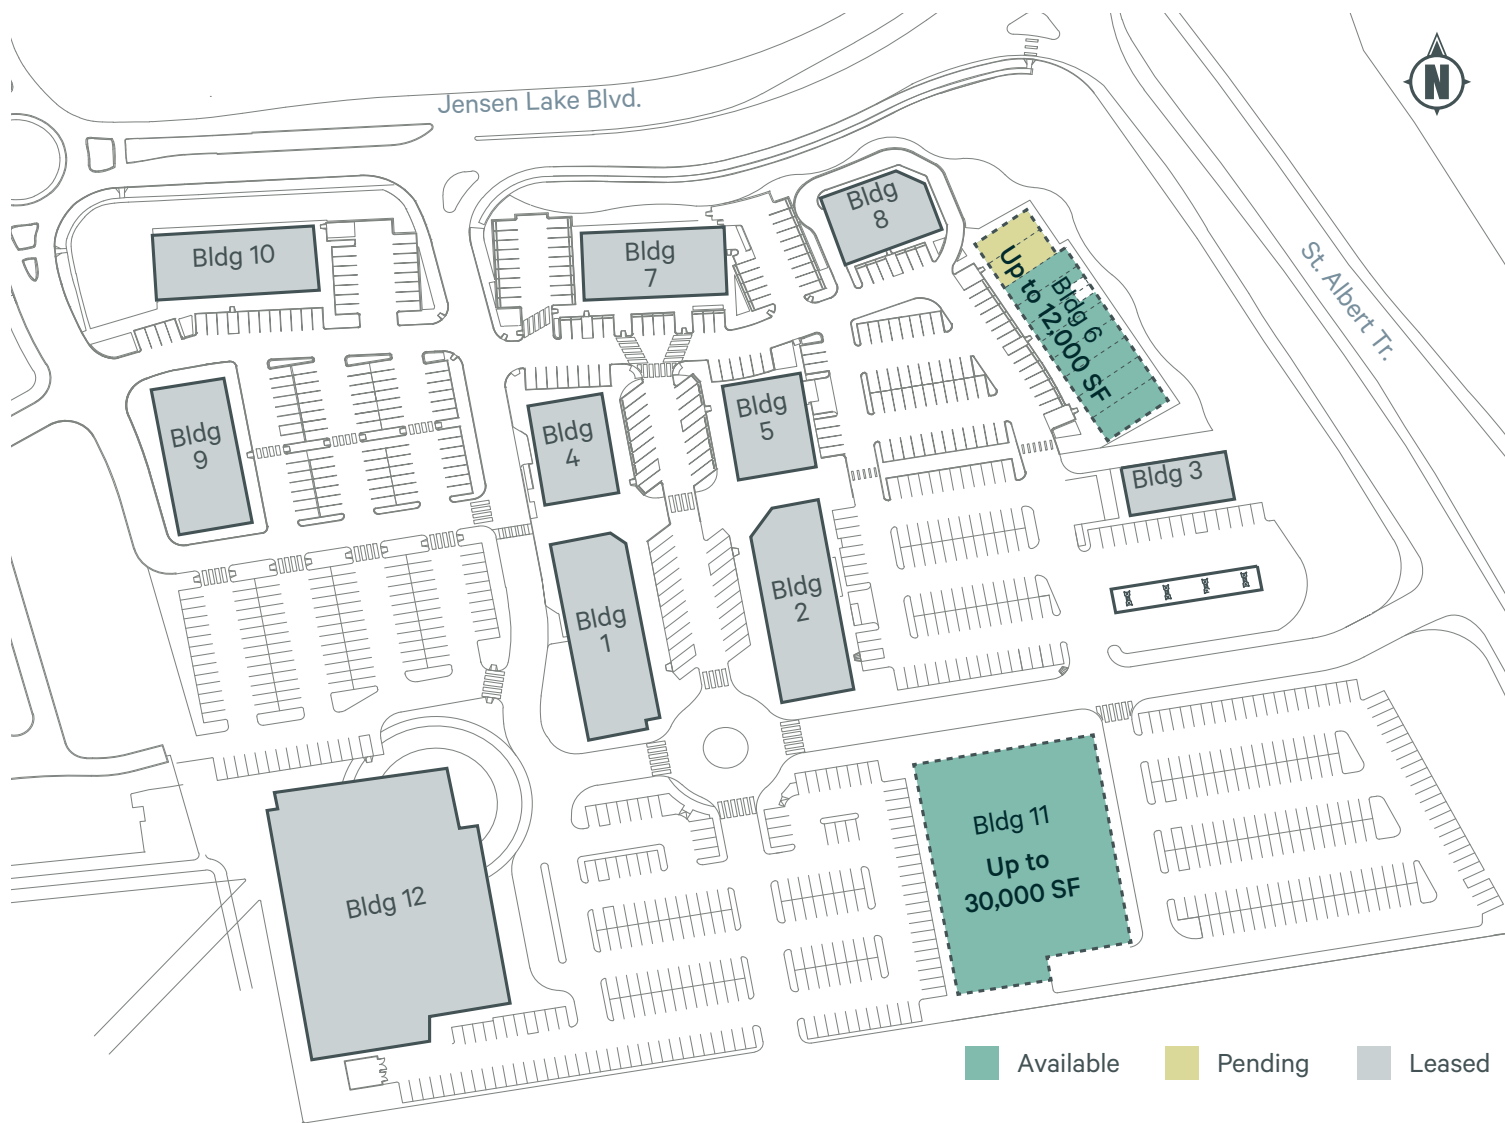 N
Jensen Lake Blvd.
St. Albert Tr.
Bldg
8
Bldg 10
Bldg
7
Bldg 6
Up to 12,000 SF
Bldg
9
Bldg
4
Bldg
5
Bldg 3
Bldg
1
Bldg
2
Bldg 11
Up to
30,000 SF
Bldg 12
Available
Pending
Leased